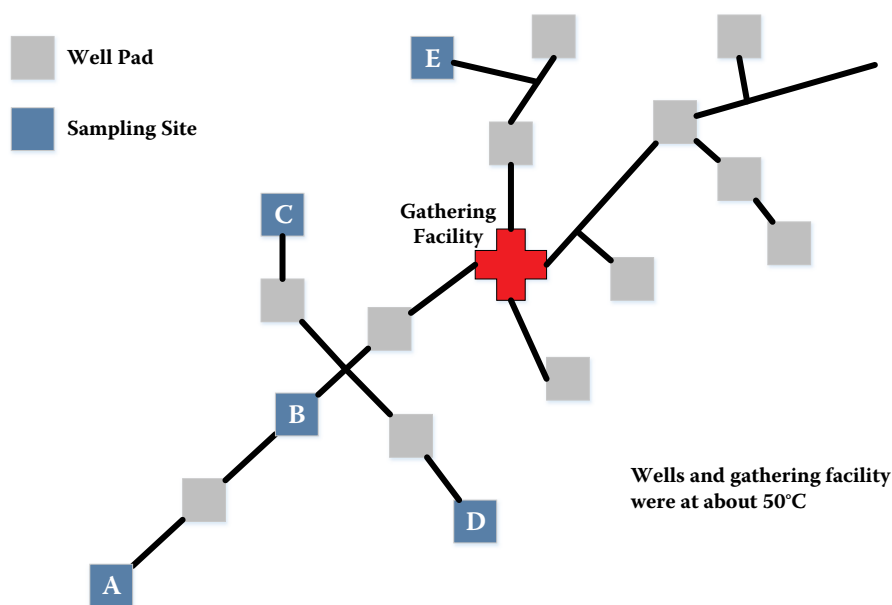 Well Pad
Sampling Site
E
C
Gathering
Facility
B
D
A
Wells and gathering facility
were at about 50°C